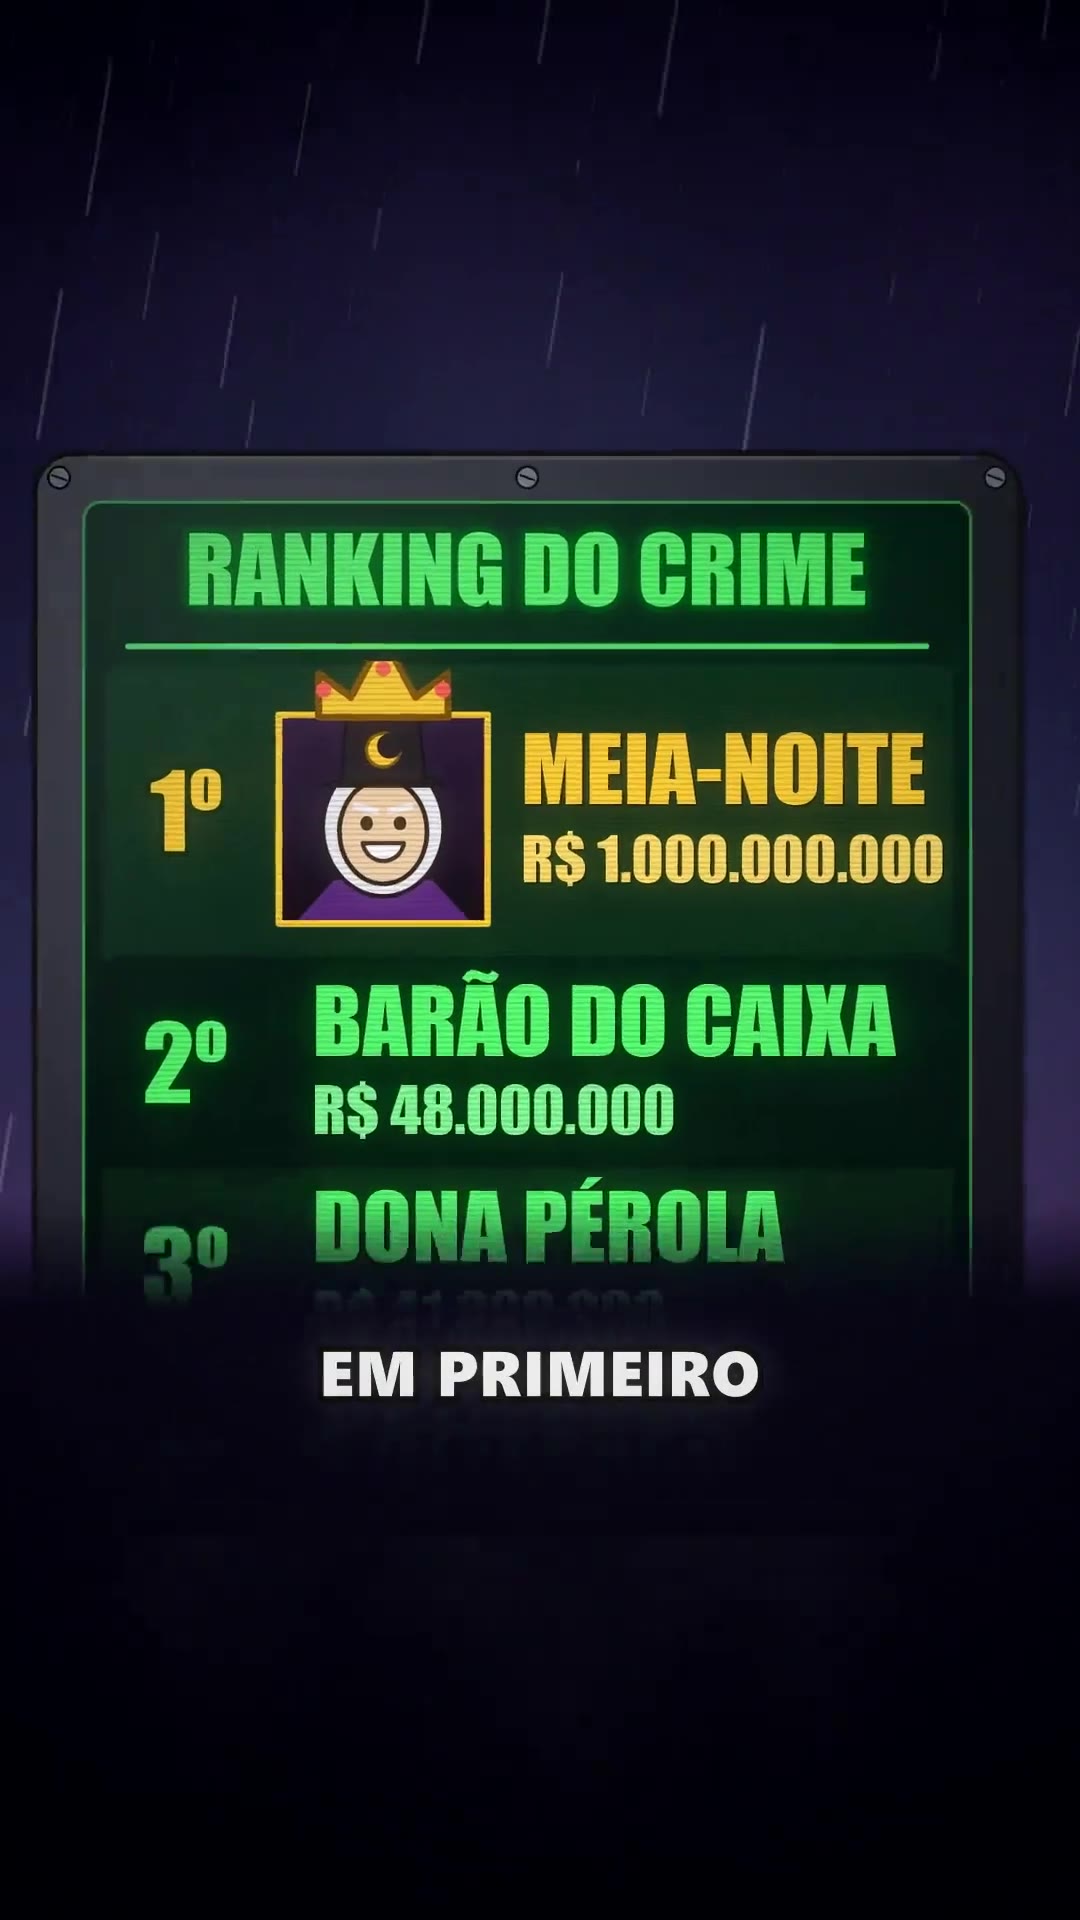 RANKING DO CRIME
1º
MEIA-NOITE
R$ 1.000.000.000
2º
BARÃO DO CAIXA
R$ 48.000.000
3º
DONA PÉROLA
EM PRIMEIRO